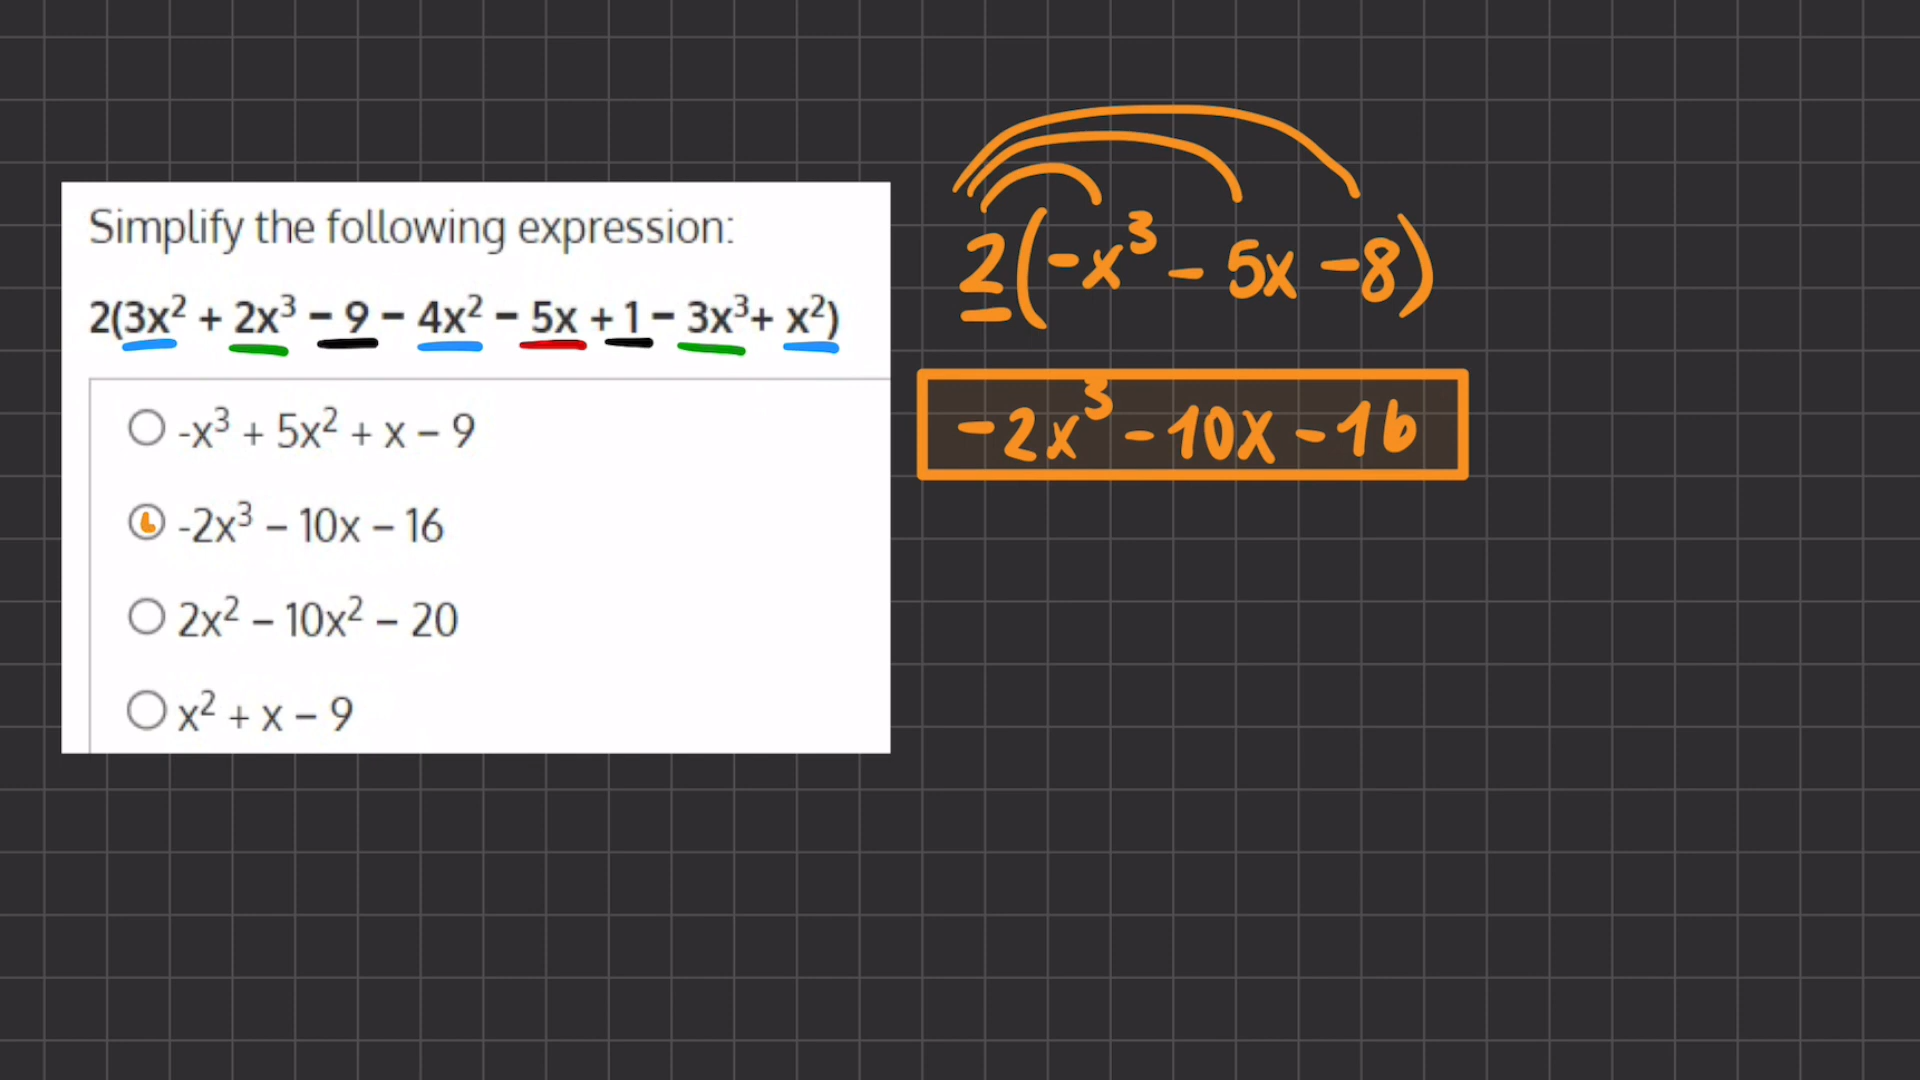 Simplify the following expression:
2(3x² + 2x³ – 9 – 4x² – 5x + 1 – 3x³+ x²)
-x³ + 5x² + x – 9
-2x³ – 10x – 16
2x² – 10x² – 20
x² + x – 9
2(-x³ - 5x -8)
-2x³ -10x -16